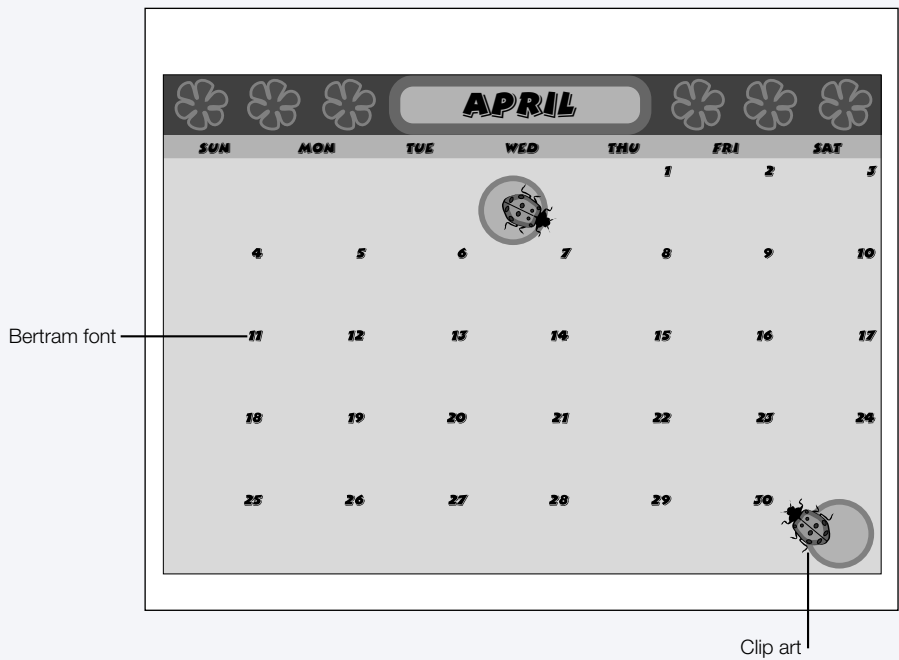 APRIL
SUN MON TUE WED THU FRI SAT
1 2 3
4 5 6 7 8 9 10
Bertram font 11 12 13 14 15 16 17
18 19 20 21 22 23 24
25 26 27 28 29 30
Clip art